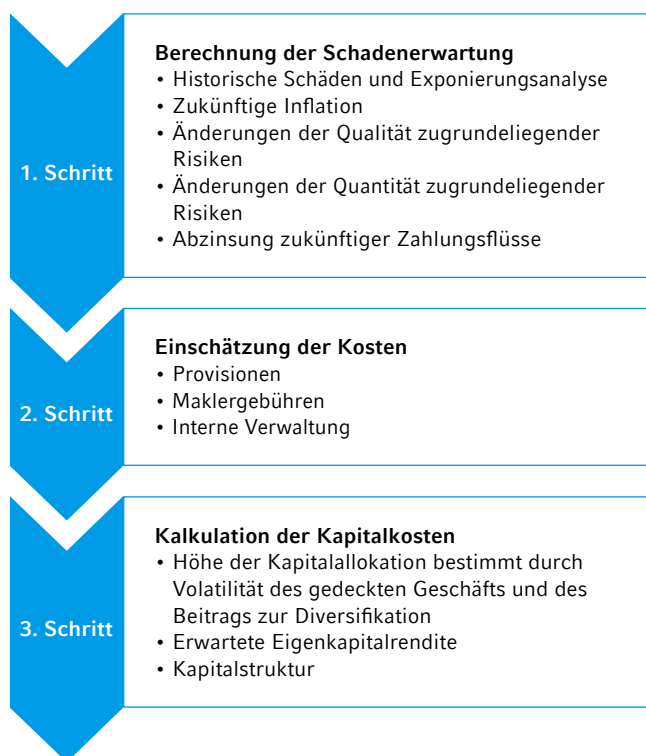 1. Schritt
Berechnung der Schadenerwartung
• Historische Schäden und Exponierungsanalyse
• Zukünftige Inflation
• Änderungen der Qualität zugrundeliegender
Risiken
• Änderungen der Quantität zugrundeliegender
Risiken
• Abzinsung zukünftiger Zahlungsflüsse
2. Schritt
Einschätzung der Kosten
• Provisionen
• Maklergebühren
• Interne Verwaltung
3. Schritt
Kalkulation der Kapitalkosten
• Höhe der Kapitalallokation bestimmt durch
Volatilität des gedeckten Geschäfts und des
Beitrags zur Diversifikation
• Erwartete Eigenkapitalrendite
• Kapitalstruktur